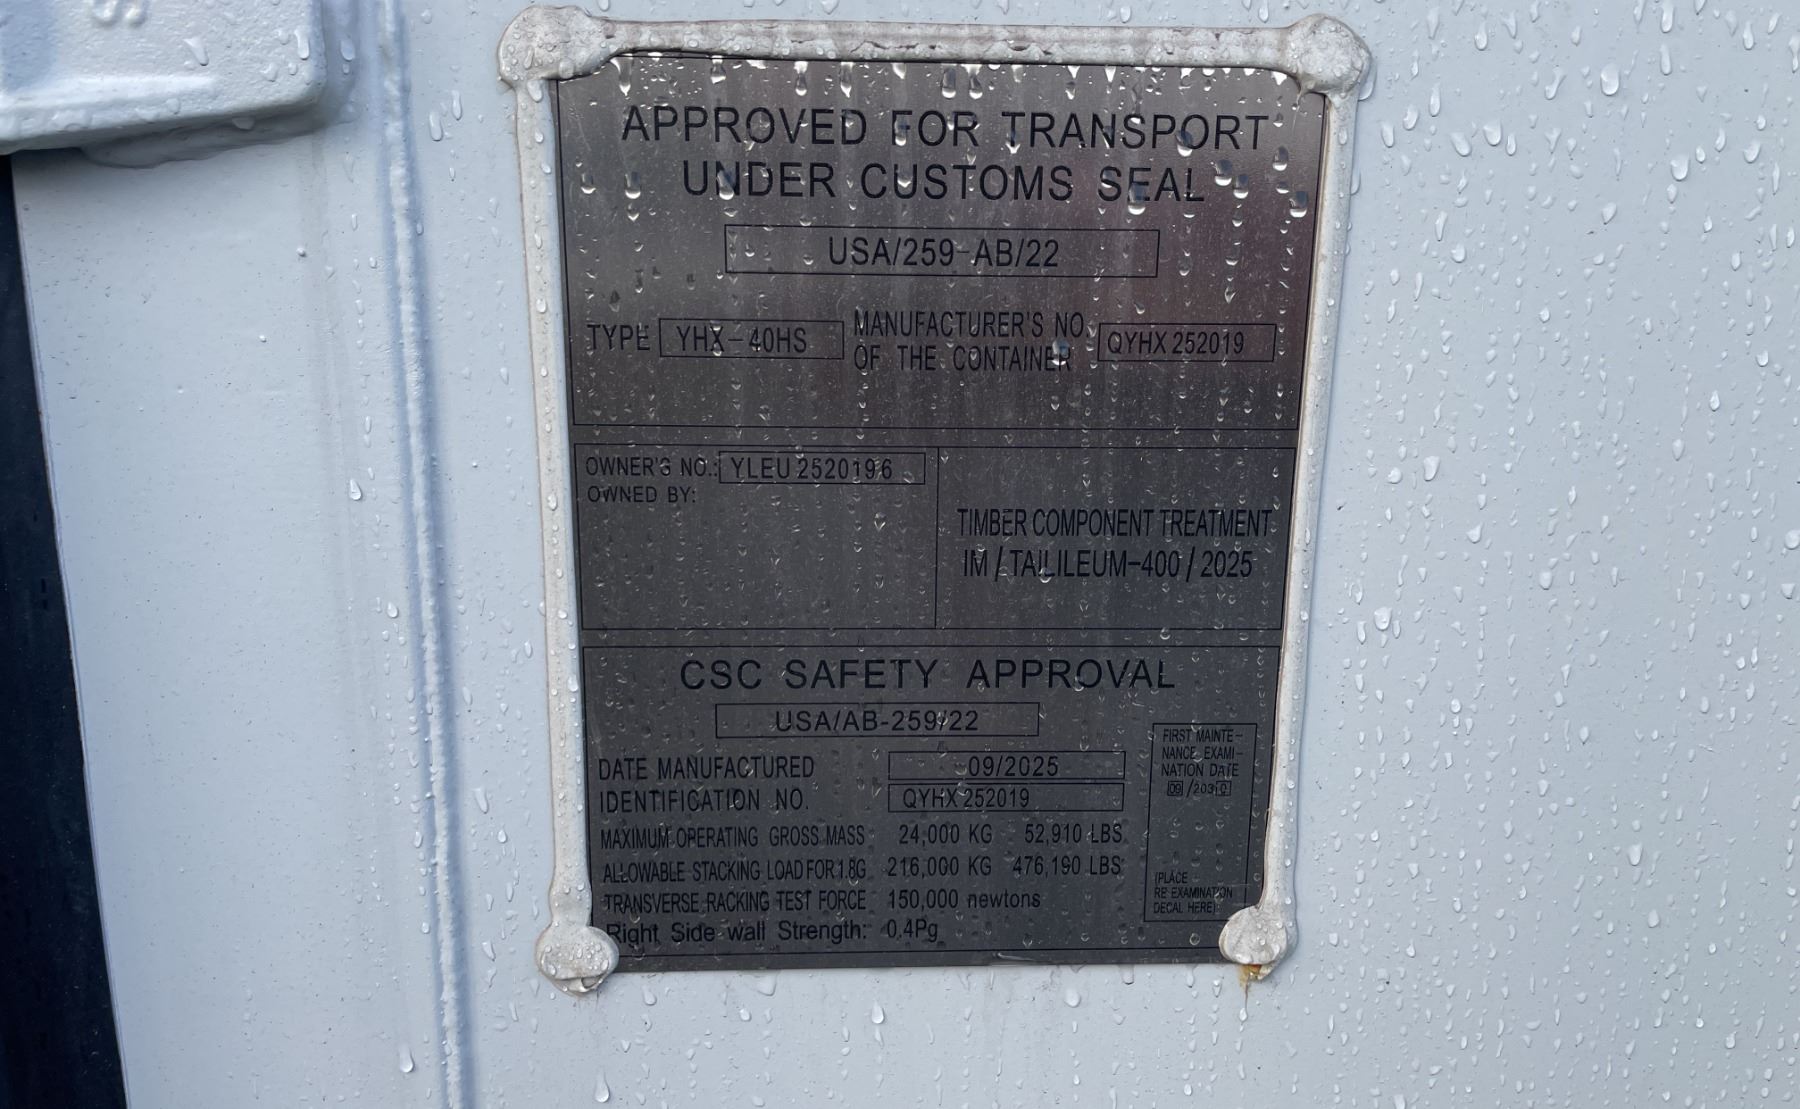 S
APPROVED FOR TRANSPORT
UNDER CUSTOMS SEAL
USA/259-AB/22
TYPE YHX-40HS MANUFACTURER'S NO. OF THE CONTAINER QYHX 252019
OWNER'S NO.: YLEU 2520196
OWNED BY:
TIMBER COMPONENT TREATMENT
IM/TAILILEUM-400/2025
CSC SAFETY APPROVAL
USA/AB-259/22
DATE MANUFACTURED 09/2025
IDENTIFICATION NO. QYHX 252019
MAXIMUM OPERATING GROSS MASS 24,000 KG 52,910 LBS
ALLOWABLE STACKING LOAD FOR 1.8G 216,000 KG 476,190 LBS
TRANSVERSE RACKING TEST FORCE 150,000 newtons
Right Side wall Strength: 0.4Pg
FIRST MAINTE-
NANCE EXAMI-
NATION DATE
09/2030
(PLACE
RE EXAMINATION
DECAL HERE)